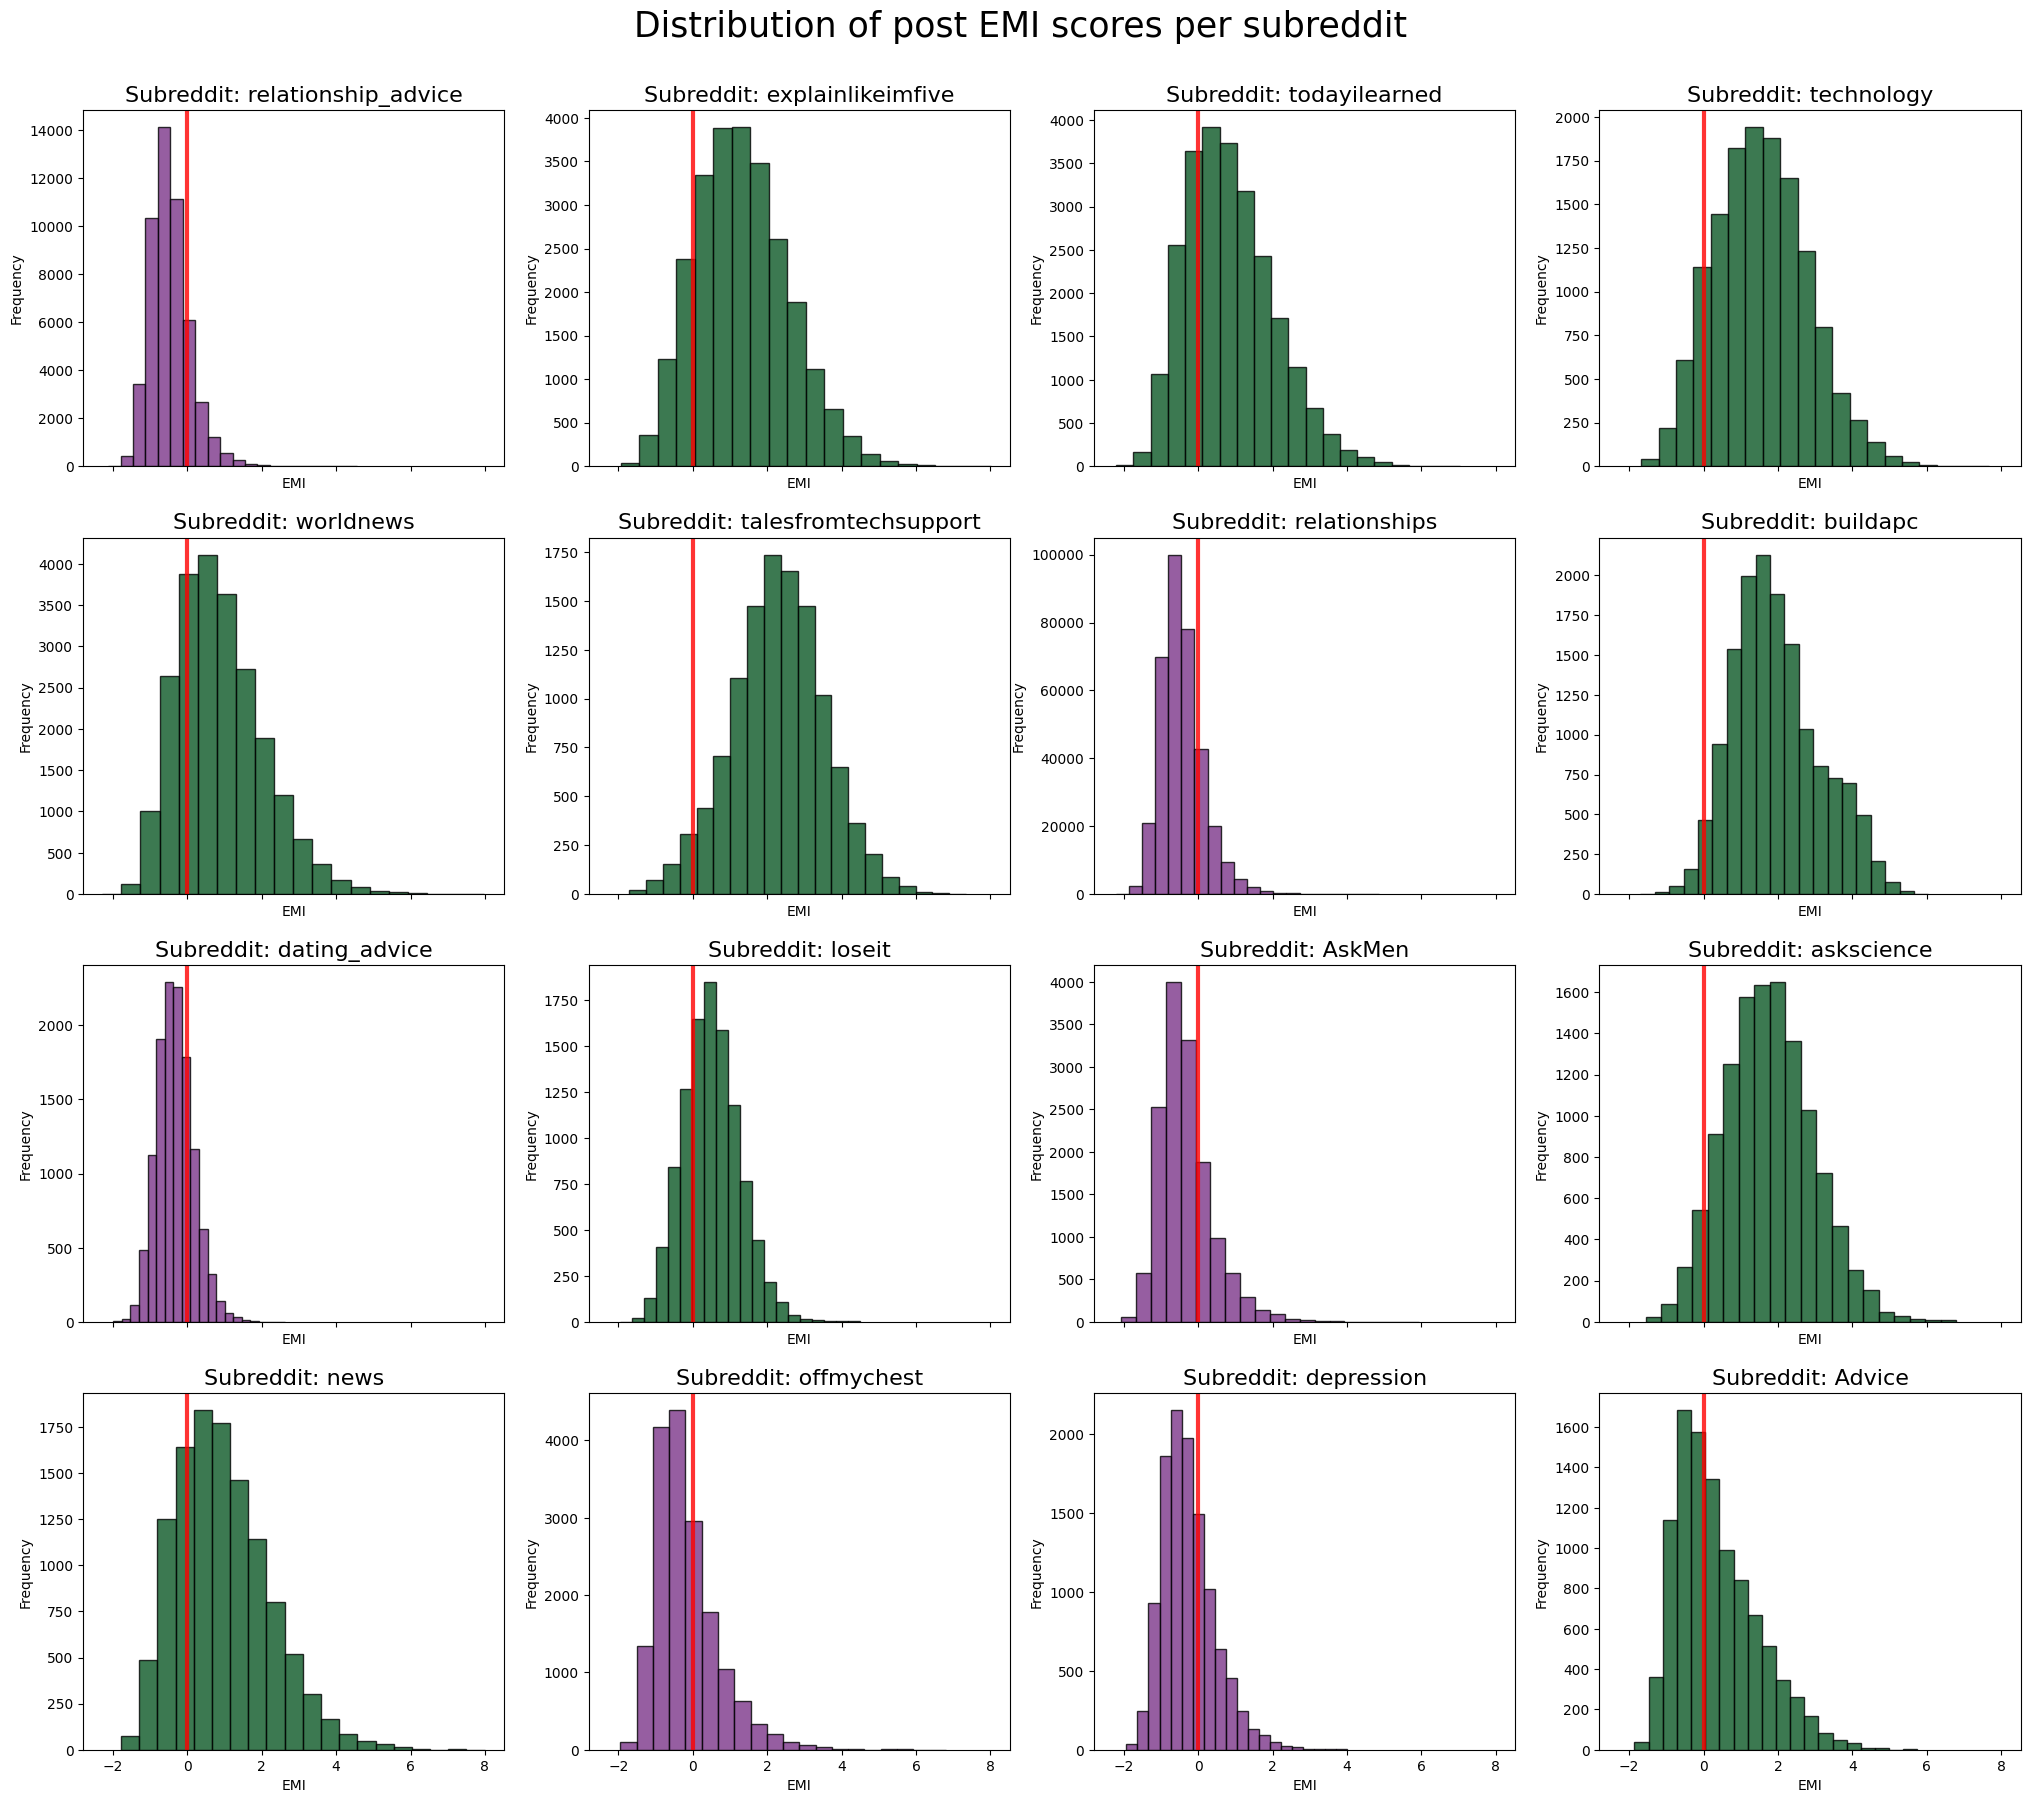 Distribution of post EMI scores per subreddit
Subreddit: relationship_advice
Frequency
14000
12000
10000
8000
6000
4000
2000
0
EMI
Subreddit: explainlikeimfive
Frequency
4000
3500
3000
2500
2000
1500
1000
500
0
EMI
Subreddit: todayilearned
Frequency
4000
3500
3000
2500
2000
1500
1000
500
0
EMI
Subreddit: technology
Frequency
2000
1750
1500
1250
1000
750
500
250
0
EMI
Subreddit: worldnews
Frequency
4000
3500
3000
2500
2000
1500
1000
500
0
EMI
Subreddit: talesfromtechsupport
Frequency
1750
1500
1250
1000
750
500
250
0
EMI
Subreddit: relationships
Frequency
100000
80000
60000
40000
20000
0
EMI
Subreddit: buildapc
Frequency
2000
1750
1500
1250
1000
750
500
250
0
EMI
Subreddit: dating_advice
Frequency
2000
1500
1000
500
0
EMI
Subreddit: loseit
Frequency
1750
1500
1250
1000
750
500
250
0
EMI
Subreddit: AskMen
Frequency
4000
3500
3000
2500
2000
1500
1000
500
0
EMI
Subreddit: askscience
Frequency
1600
1400
1200
1000
800
600
400
200
0
EMI
Subreddit: news
Frequency
1750
1500
1250
1000
750
500
250
0
−2 0 2 4 6 8
EMI
Subreddit: offmychest
Frequency
4000
3000
2000
1000
0
−2 0 2 4 6 8
EMI
Subreddit: depression
Frequency
2000
1500
1000
500
0
−2 0 2 4 6 8
EMI
Subreddit: Advice
Frequency
1600
1400
1200
1000
800
600
400
200
0
−2 0 2 4 6 8
EMI